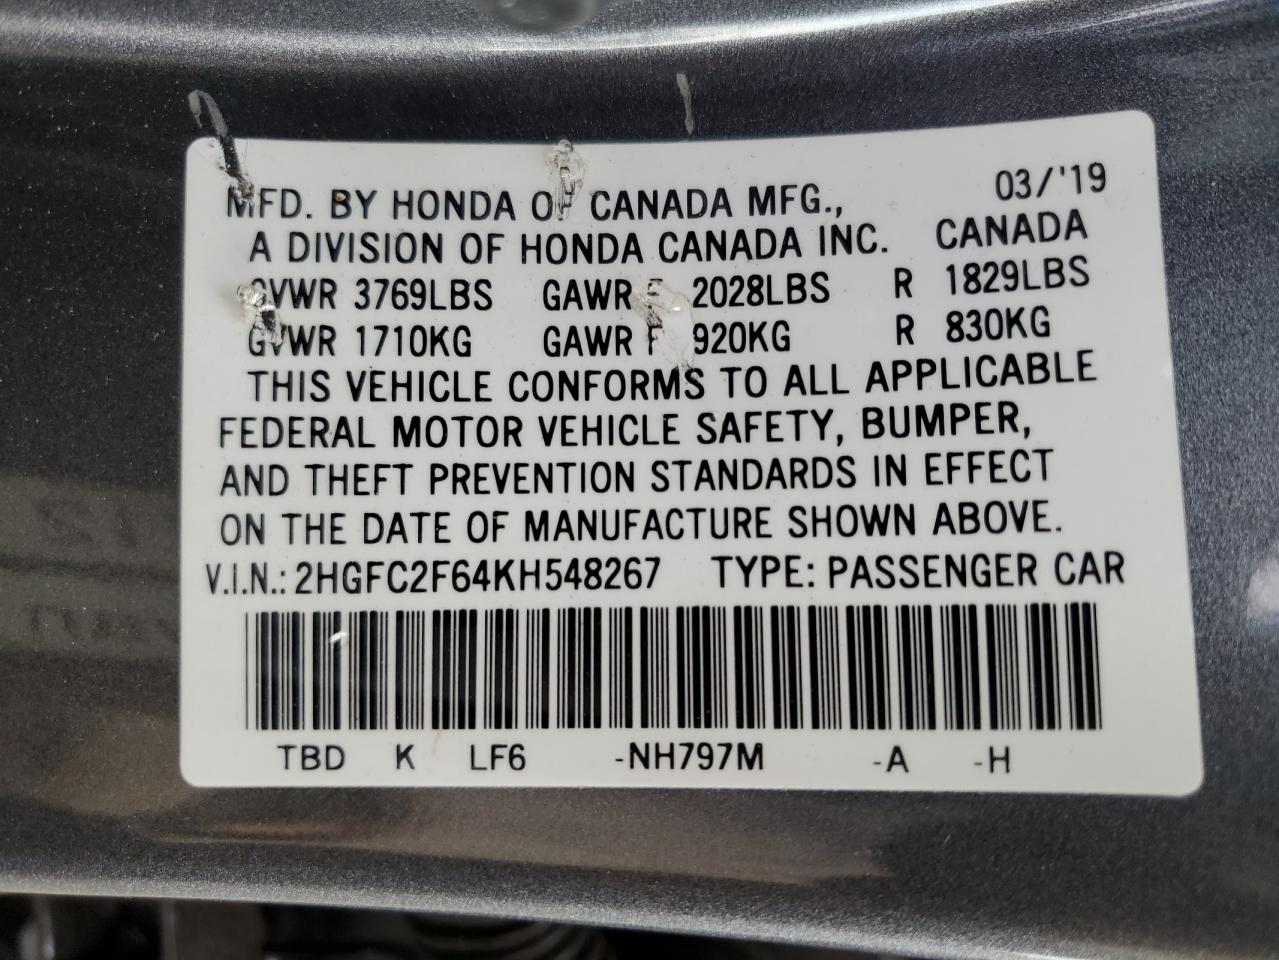 MFD. BY HONDA OF CANADA MFG., 03/'19
A DIVISION OF HONDA CANADA INC. CANADA
GVWR 3769LBS GAWR F 2028LBS R 1829LBS
GVWR 1710KG GAWR F 920KG R 830KG
THIS VEHICLE CONFORMS TO ALL APPLICABLE
FEDERAL MOTOR VEHICLE SAFETY, BUMPER,
AND THEFT PREVENTION STANDARDS IN EFFECT
ON THE DATE OF MANUFACTURE SHOWN ABOVE.
V.I.N.: 2HGFC2F64KH548267 TYPE: PASSENGER CAR
TBD K LF6 -NH797M -A -H